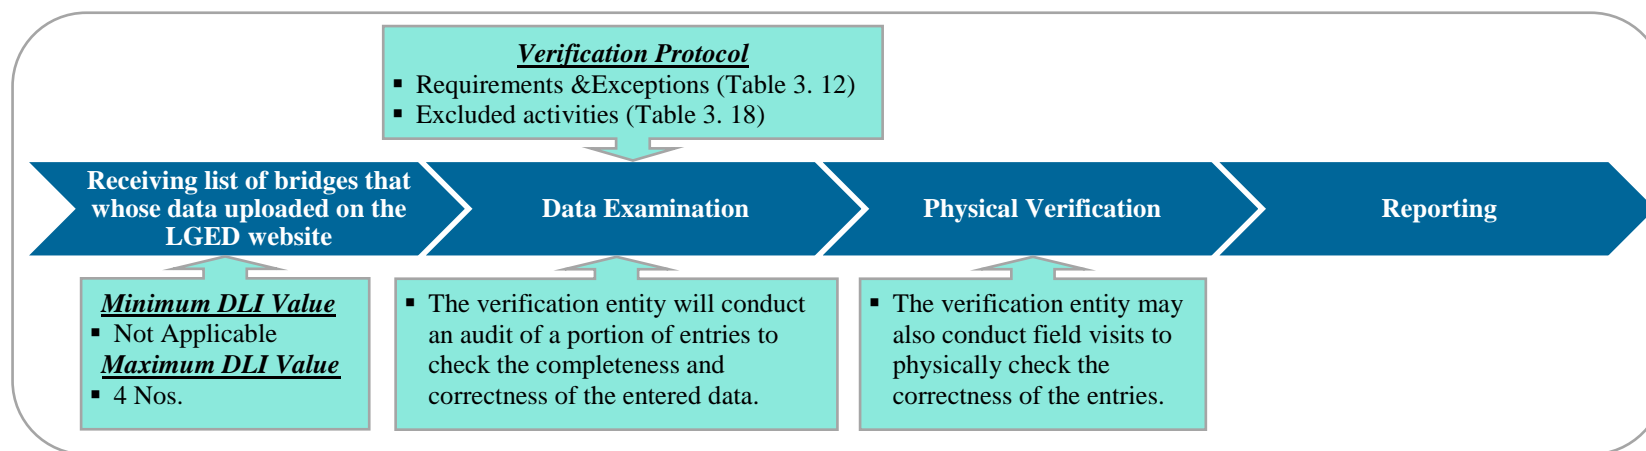 Verification Protocol
▪ Requirements &Exceptions (Table 3. 12)
▪ Excluded activities (Table 3. 18)
Receiving list of bridges that
whose data uploaded on the
LGED website
Data Examination
Physical Verification
Reporting
Minimum DLI Value
▪ Not Applicable
Maximum DLI Value
▪ 4 Nos.
▪ The verification entity will conduct
an audit of a portion of entries to
check the completeness and
correctness of the entered data.
▪ The verification entity may
also conduct field visits to
physically check the
correctness of the entries.